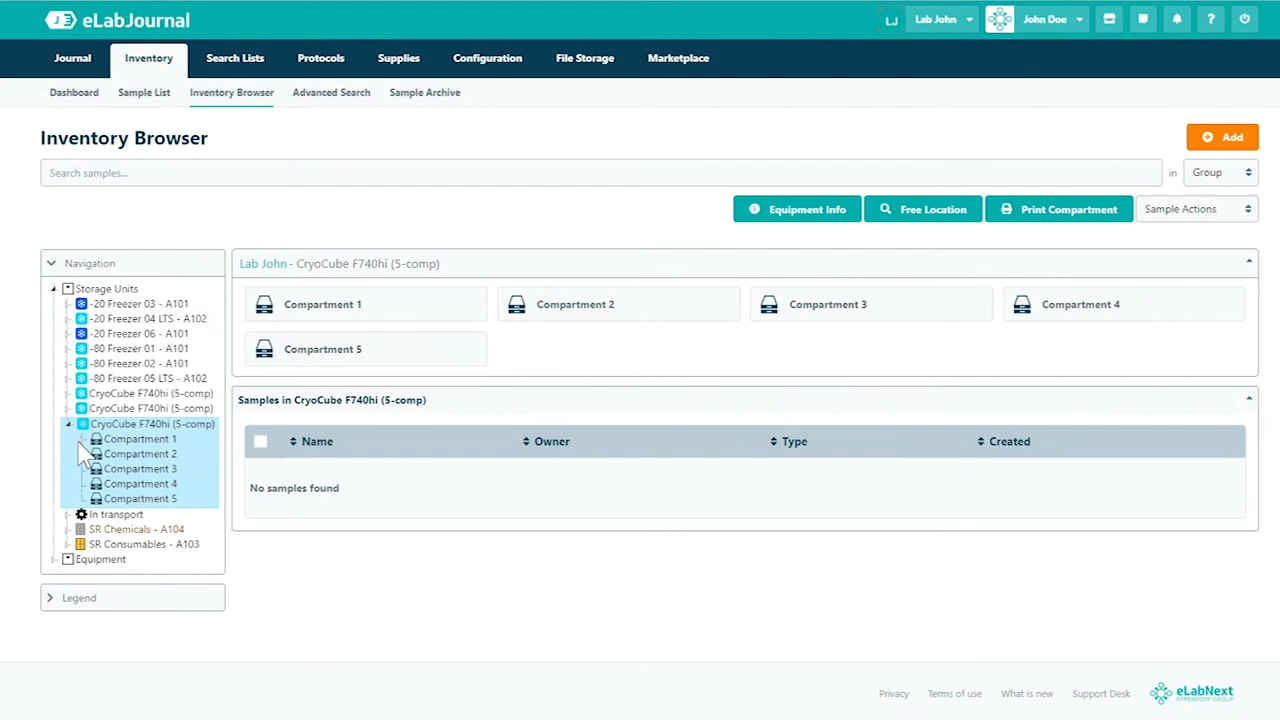 eLabJournal
LJ Lab John
John Doe
?
Journal
Inventory
Search Lists
Protocols
Supplies
Configuration
File Storage
Marketplace
Dashboard
Sample List
Inventory Browser
Advanced Search
Sample Archive
Inventory Browser
Add
Search samples...
in
Group
Equipment Info
Free Location
Print Compartment
Sample Actions
Navigation
Storage Units
-20 Freezer 03 - A101
-20 Freezer 04 LTS - A102
-20 Freezer 06 - A101
-80 Freezer 01 - A101
-80 Freezer 02 - A101
-80 Freezer 05 LTS - A102
CryoCube F740hi (5-comp)
CryoCube F740hi (5-comp)
CryoCube F740hi (5-comp)
Compartment 1
Compartment 2
Compartment 3
Compartment 4
Compartment 5
In transport
SR Chemicals - A104
SR Consumables - A103
Equipment
Legend
Lab John - CryoCube F740hi (5-comp)
Compartment 1
Compartment 2
Compartment 3
Compartment 4
Compartment 5
Samples in CryoCube F740hi (5-comp)
Name
Owner
Type
Created
No samples found
Privacy
Terms of use
What is new
Support Desk
eLabNext
EPPENDORF GROUP